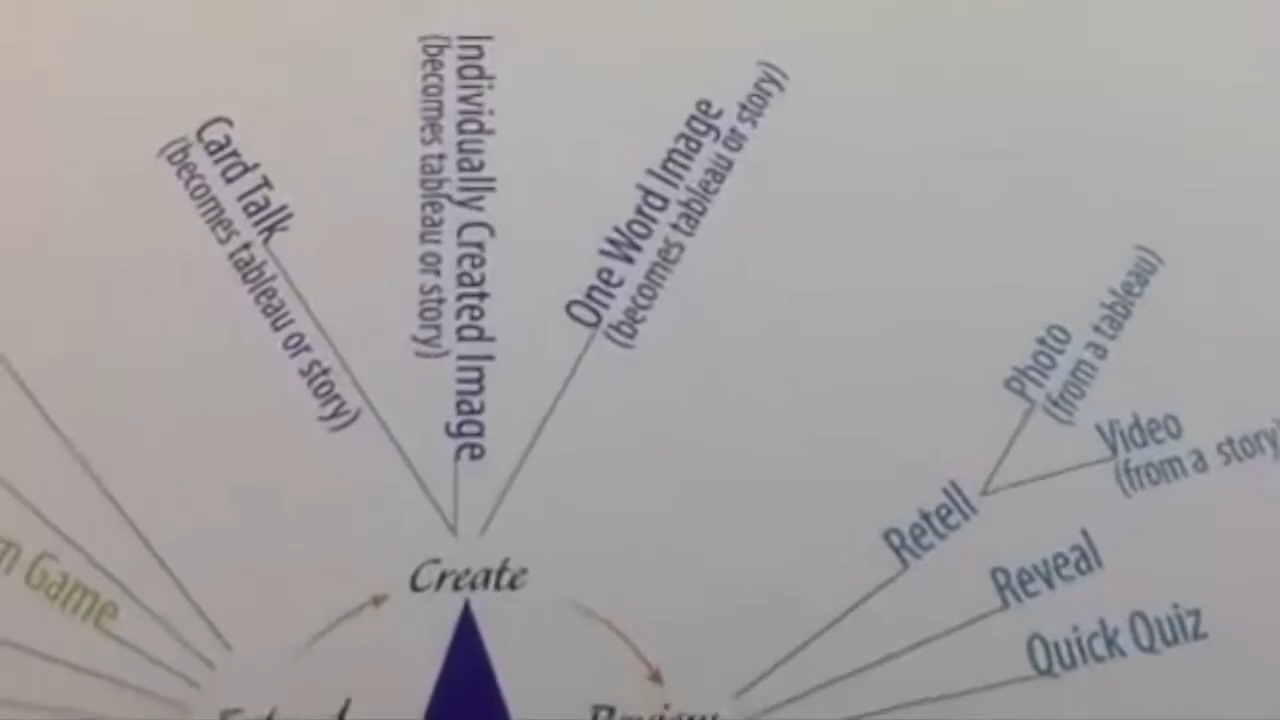 Card Talk
(becomes tableau or story)
Individually Created Image
(becomes tableau or story)
One Word Image
(becomes tableau or story)
Photo
(from a tableau)
Video
(from a story
Retell
Reveal
Quick Quiz
Game
Create
Review